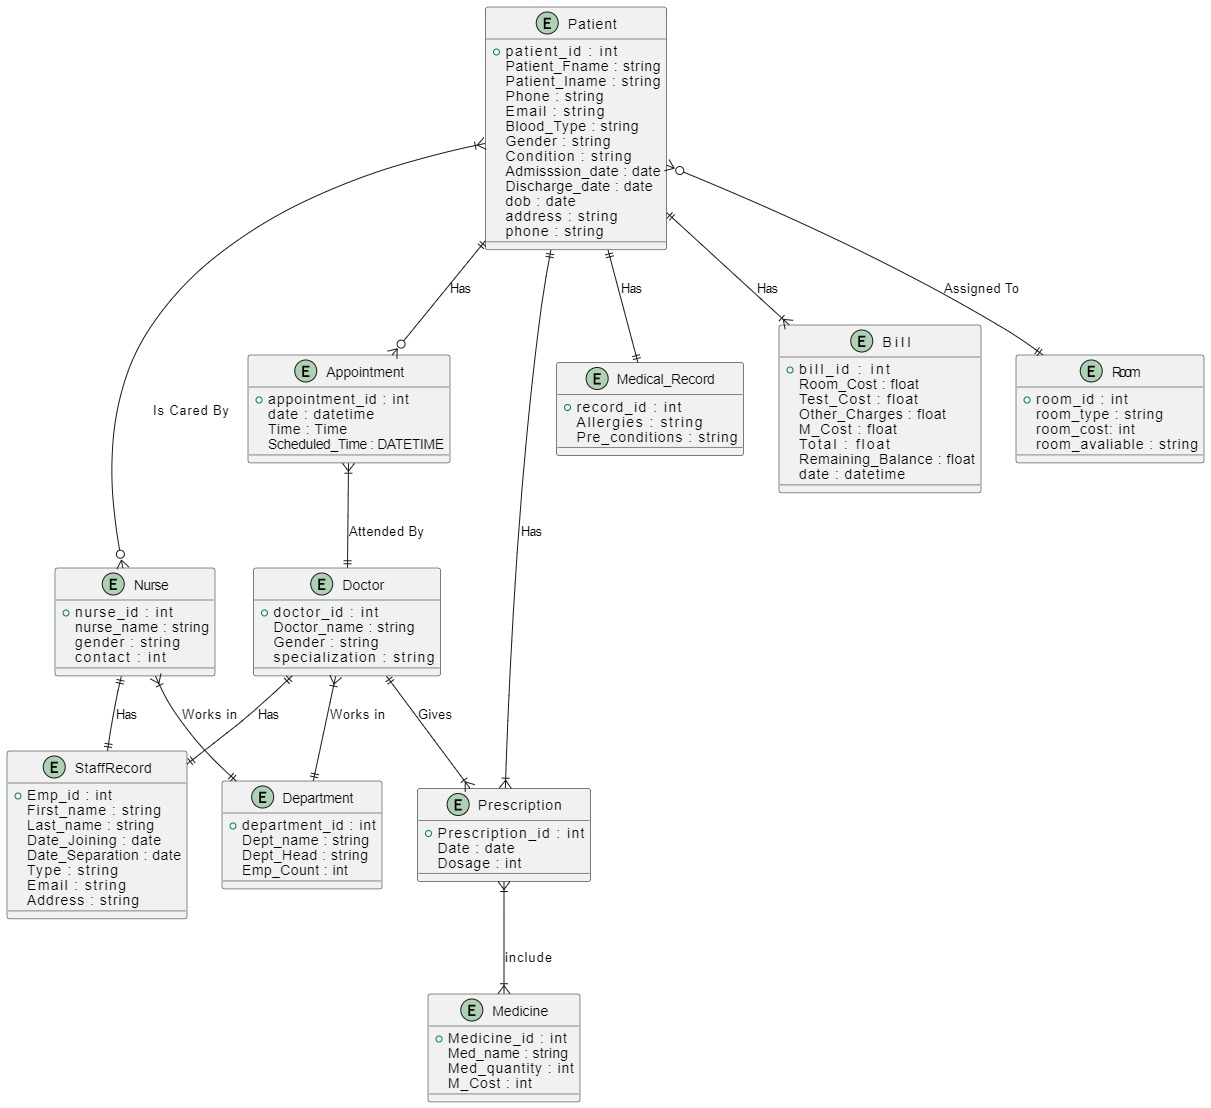 E Patient
patient_id : int
Patient_Fname : string
Patient_lname : string
Phone : string
Email : string
Blood_Type : string
Gender : string
Condition : string
Admisssion_date : date
Discharge_date : date
dob : date
address : string
phone : string
Has
Has
Has
Assigned To
E Appointment
appointment_id : int
date : datetime
Time : Time
Scheduled_Time : DATETIME
E Medical_Record
record_id : int
Allergies : string
Pre_conditions : string
E Bill
bill_id : int
Room_Cost : float
Test_Cost : float
Other_Charges : float
M_Cost : float
Total : float
Remaining_Balance : float
date : datetime
E Room
room_id : int
room_type : string
room_cost: int
room_avaliable : string
Is Cared By
Attended By
Has
E Nurse
nurse_id : int
nurse_name : string
gender : string
contact : int
E Doctor
doctor_id : int
Doctor_name : string
Gender : string
specialization : string
Has
Works in
Has
Works in
Gives
E StaffRecord
Emp_id : int
First_name : string
Last_name : string
Date_Joining : date
Date_Separation : date
Type : string
Email : string
Address : string
E Department
department_id : int
Dept_name : string
Dept_Head : string
Emp_Count : int
E Prescription
Prescription_id : int
Date : date
Dosage : int
include
E Medicine
Medicine_id : int
Med_name : string
Med_quantity : int
M_Cost : int